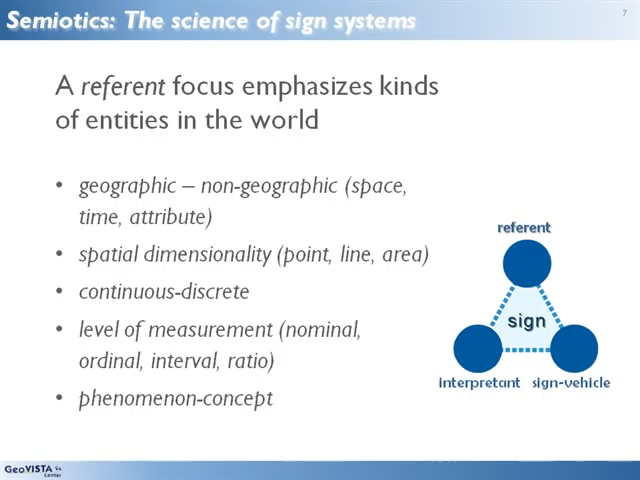 Semiotics: The science of sign systems
7
A referent focus emphasizes kinds
of entities in the world
• geographic – non-geographic (space,
time, attribute)
• spatial dimensionality (point, line, area)
• continuous-discrete
• level of measurement (nominal,
ordinal, interval, ratio)
• phenomenon-concept
referent
sign
interpretant sign-vehicle
GeoVISTA
Center